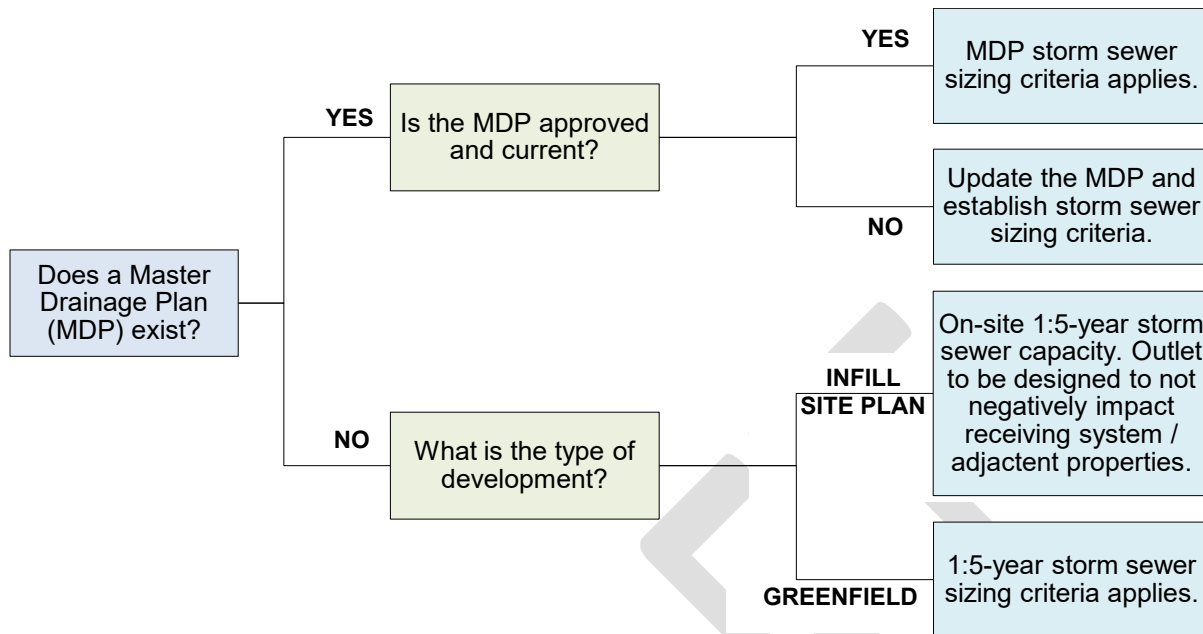 Does a Master
Drainage Plan
(MDP) exist?
YES
Is the MDP approved
and current?
YES
MDP storm sewer
sizing criteria applies.
NO
Update the MDP and
establish storm sewer
sizing criteria.
NO
What is the type of
development?
INFILL
SITE PLAN
On-site 1:5-year storm
sewer capacity. Outlet
to be designed to not
negatively impact
receiving system /
adjactent properties.
GREENFIELD
1:5-year storm sewer
sizing criteria applies.